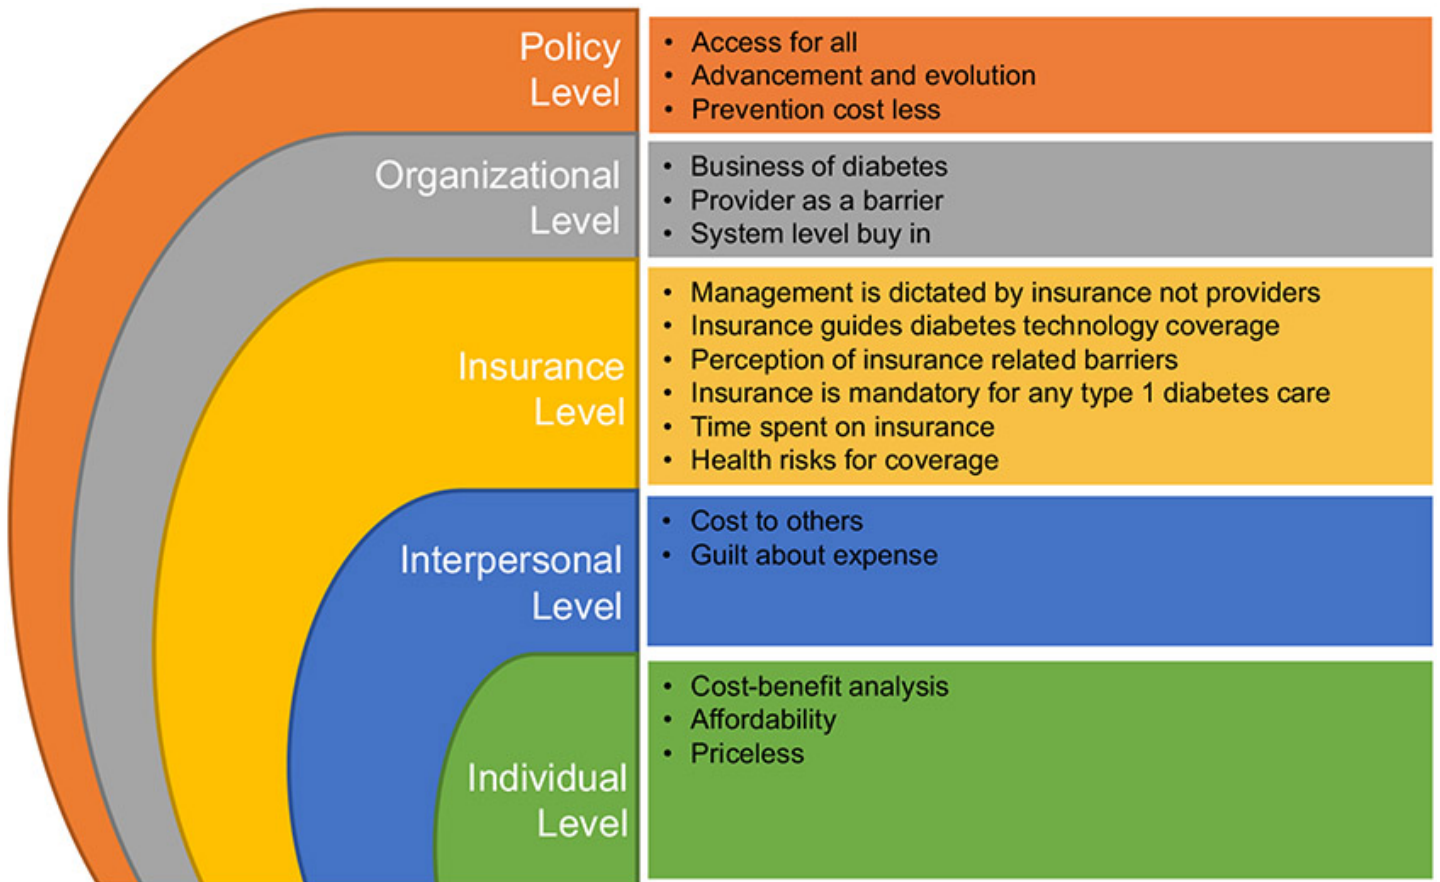 Policy
Level
• Access for all
• Advancement and evolution
• Prevention cost less
Organizational
Level
• Business of diabetes
• Provider as a barrier
• System level buy in
Insurance
Level
• Management is dictated by insurance not providers
• Insurance guides diabetes technology coverage
• Perception of insurance related barriers
• Insurance is mandatory for any type 1 diabetes care
• Time spent on insurance
• Health risks for coverage
Interpersonal
Level
• Cost to others
• Guilt about expense
Individual
Level
• Cost-benefit analysis
• Affordability
• Priceless